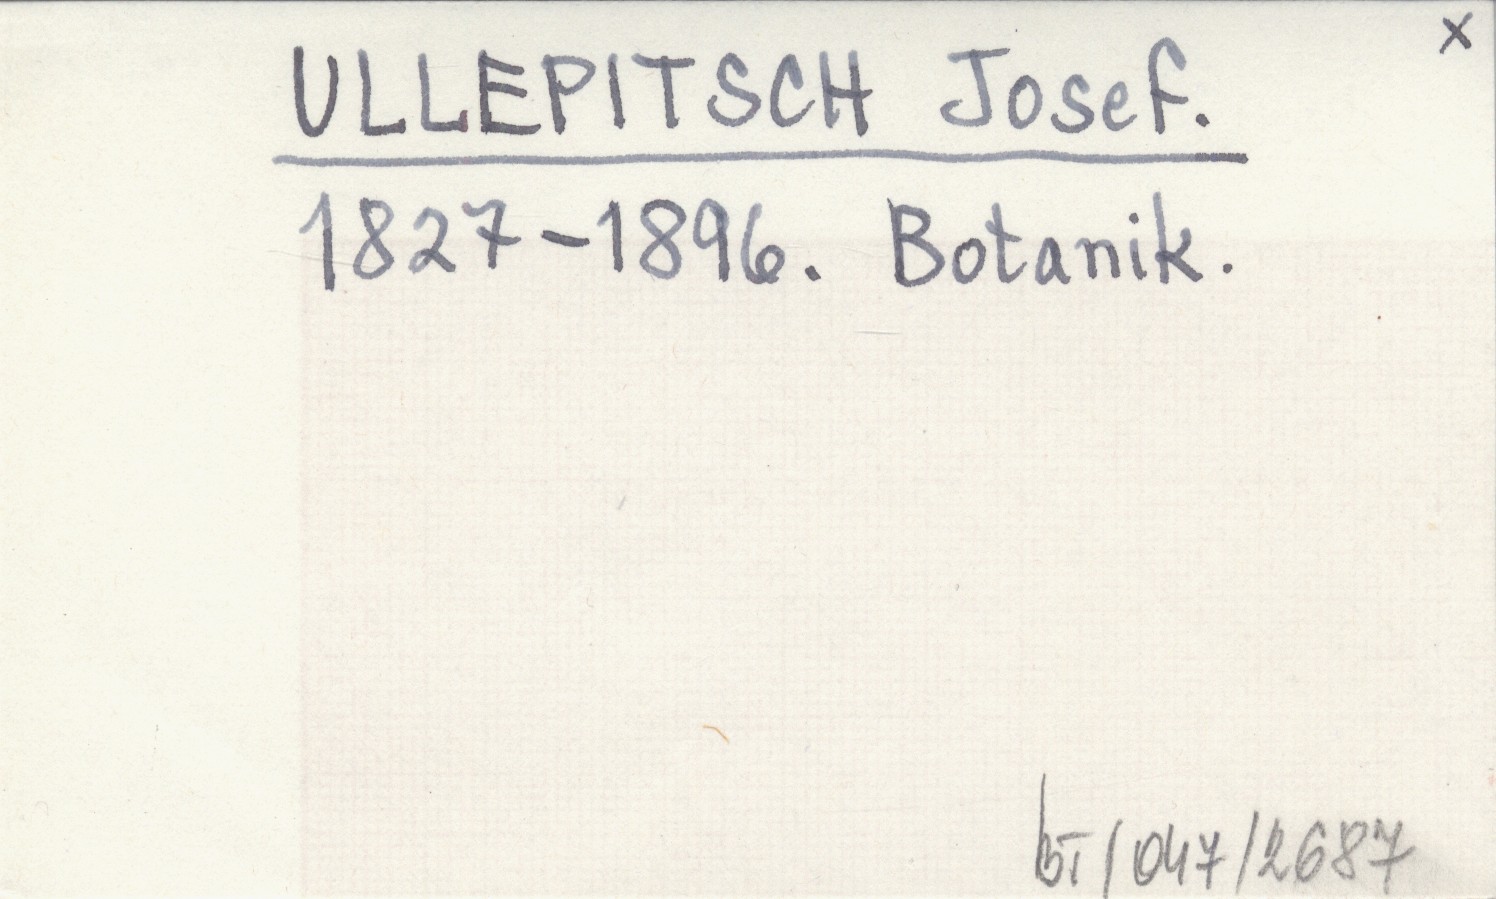 x
ULLEPITSCH Josef.
1827-1896. Botanik.
bT/047/2687